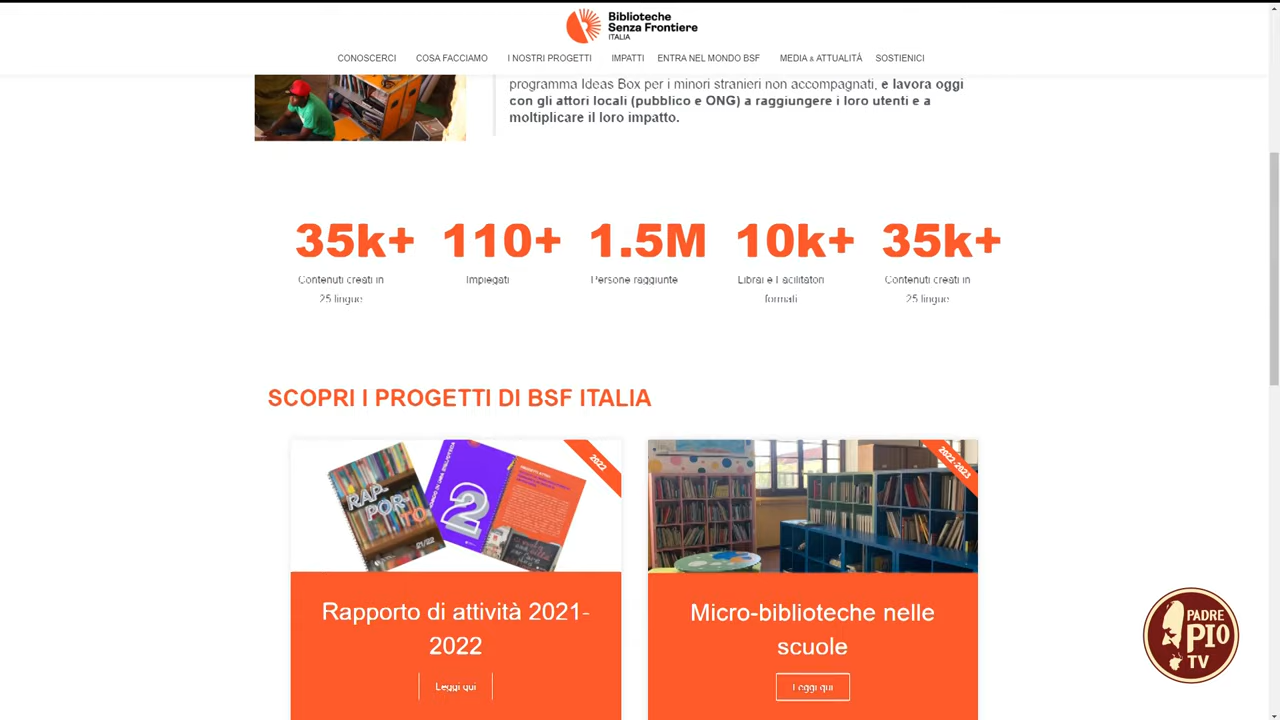 Biblioteche
Senza Frontiere
ITALIA
CONOSCERCI COSA FACCIAMO I NOSTRI PROGETTI IMPATTI ENTRA NEL MONDO BSF MEDIA & ATTUALITÀ SOSTIENICI
programma Ideas Box per i minori stranieri non accompagnati, e lavora oggi
con gli attori locali (pubblico e ONG) a raggiungere i loro utenti e a
moltiplicare il loro impatto.
35k+ 110+ 1.5M 10k+ 35k+
Contenuti creati in Impiegati Persone raggiunte Librai e Facilitatori Contenuti creati in
25 lingue formati 25 lingue
SCOPRI I PROGETTI DI BSF ITALIA
2022
2022-2023
RAP-
POR-
TO
2
Rapporto di attività 2021-
2022
Leggi qui
Micro-biblioteche nelle
scuole
Leggi qui
PADRE
PIO
TV